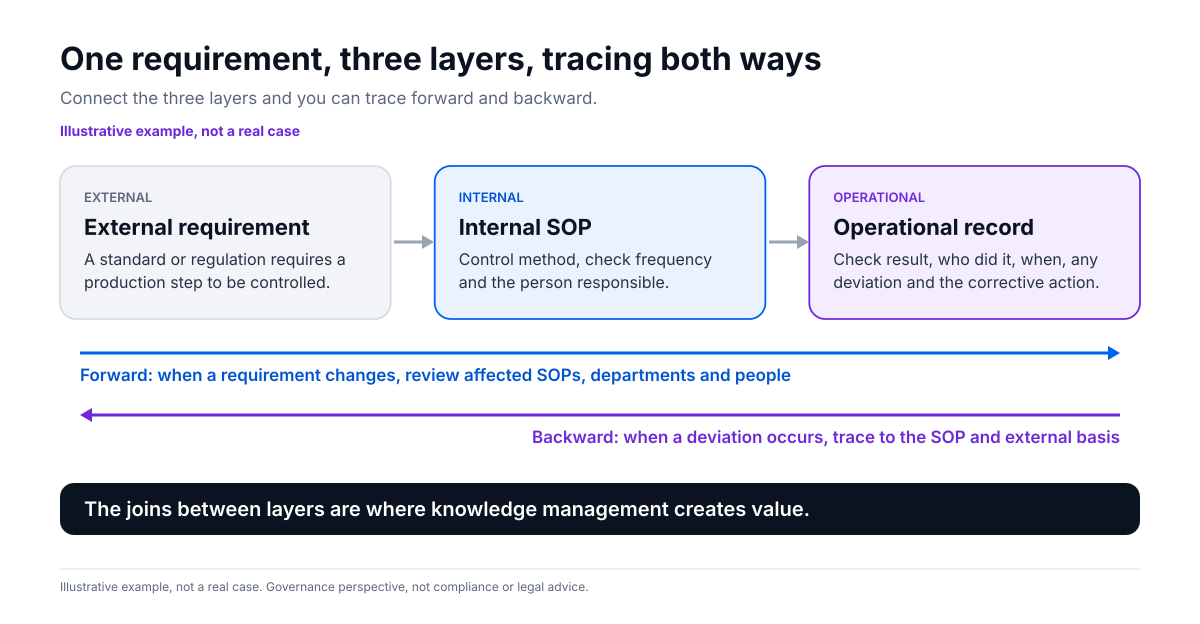 One requirement, three layers, tracing both ways
Connect the three layers and you can trace forward and backward.
Illustrative example, not a real case
EXTERNAL
External requirement
A standard or regulation requires a
production step to be controlled.
INTERNAL
Internal SOP
Control method, check frequency
and the person responsible.
OPERATIONAL
Operational record
Check result, who did it, when, any
deviation and the corrective action.
Forward: when a requirement changes, review affected SOPs, departments and people
Backward: when a deviation occurs, trace to the SOP and external basis
The joins between layers are where knowledge management creates value.
Illustrative example, not a real case. Governance perspective, not compliance or legal advice.